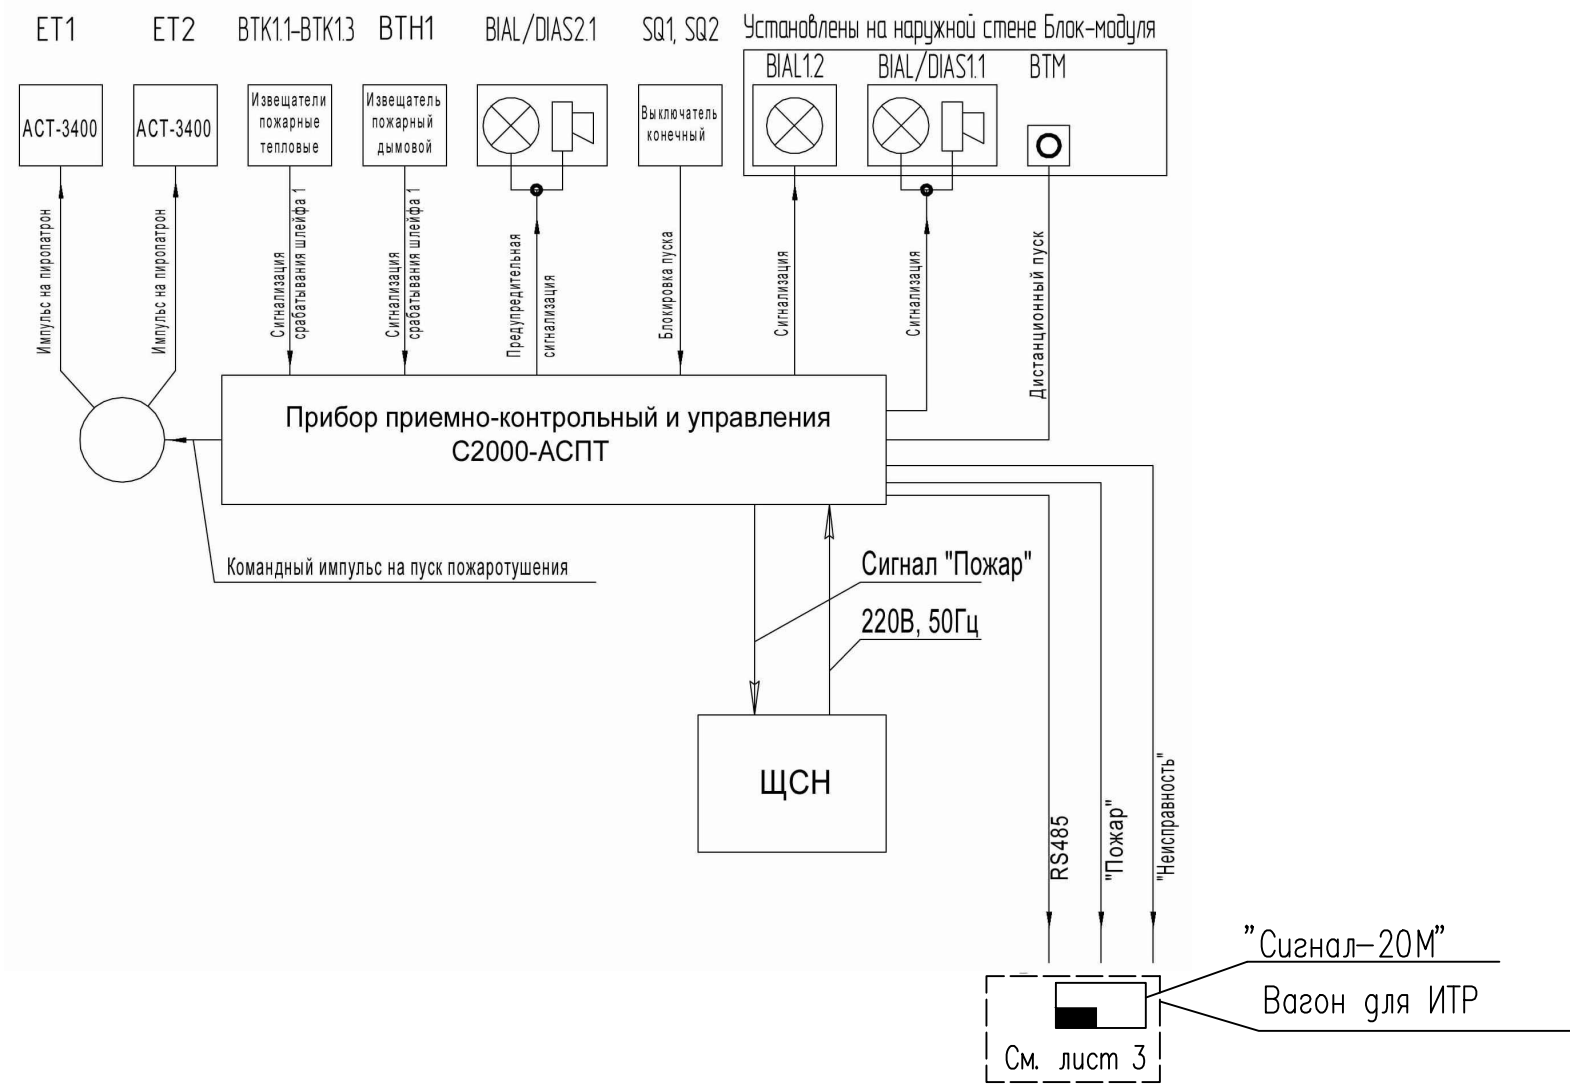 ET1
ET2
BTK1.1-BTK1.3
BTH1
BIAL/DIAS2.1
SQ1, SQ2
Установлены на наружной стене Блок-модуля
BIAL1.2
BIAL/DIAS1.1
BTM
АСТ-3400
АСТ-3400
Извещатели
пожарные
тепловые
Извещатель
пожарный
дымовой
Выключатель
конечный
Импульс на пиропатрон
Импульс на пиропатрон
Сигнализация
срабатывания шлейфа 1
Сигнализация
срабатывания шлейфа 1
Предупредительная
сигнализация
Блокировка пуска
Сигнализация
Сигнализация
Дистанционный пуск
Прибор приемно-контрольный и управления
С2000-АСПТ
Командный импульс на пуск пожаротушения
Сигнал "Пожар"
220В, 50Гц
ЩСН
RS485
"Пожар"
"Неисправность"
"Сигнал-20М"
Вагон для ИТР
См. лист 3